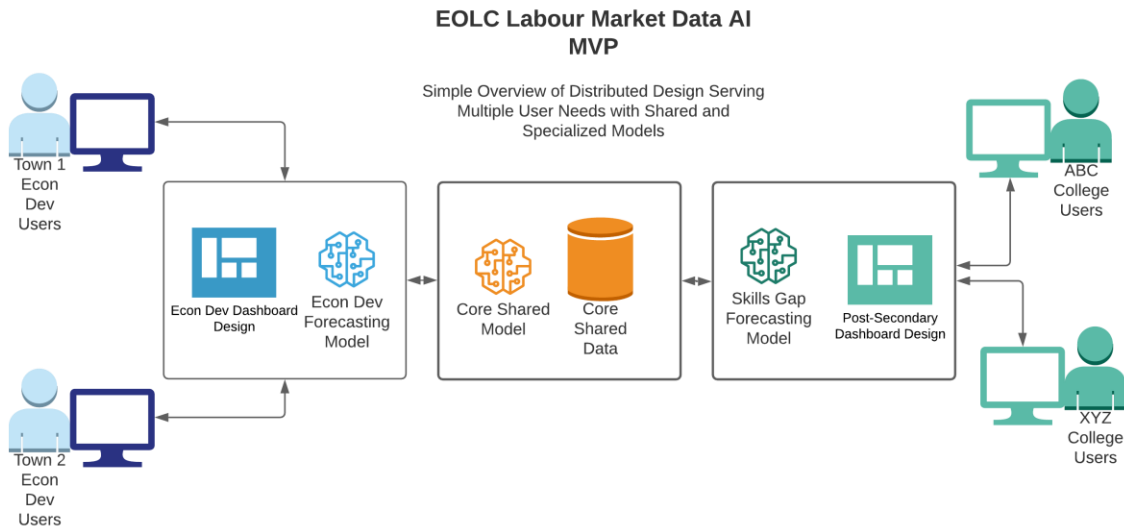 EOLC Labour Market Data AI
MVP
Simple Overview of Distributed Design Serving
Multiple User Needs with Shared and
Specialized Models
Town 1
Econ
Dev
Users
ABC
College
Users
Econ Dev Dashboard
Design
Econ Dev
Forecasting
Model
Core Shared
Model
Core
Shared
Data
Skills Gap
Forecasting
Model
Post-Secondary
Dashboard Design
Town 2
Econ
Dev
Users
XYZ
College
Users